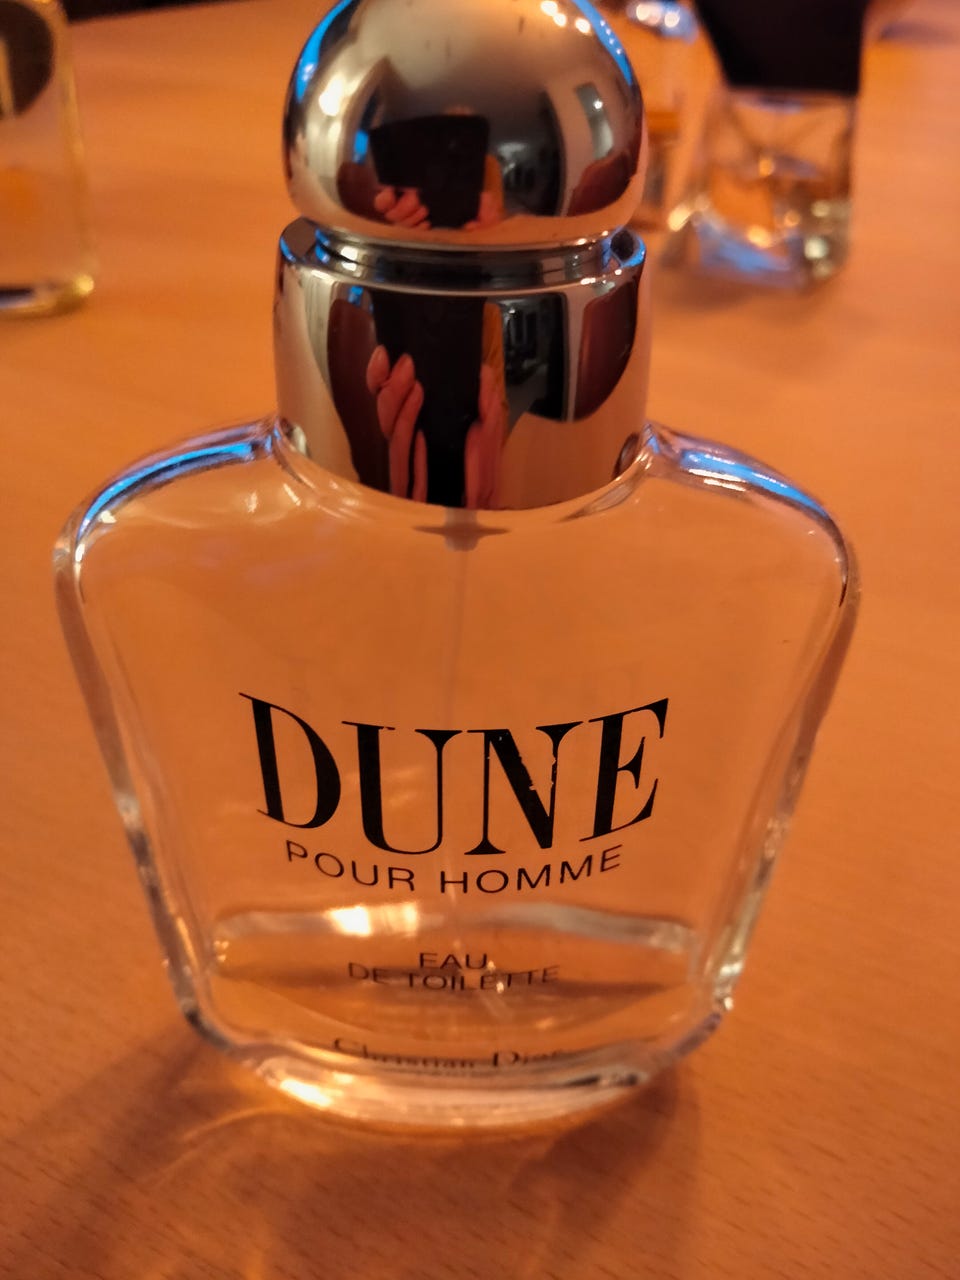 DUNE
POUR HOMME
EAU
DE TOILETTE
Christian Dior